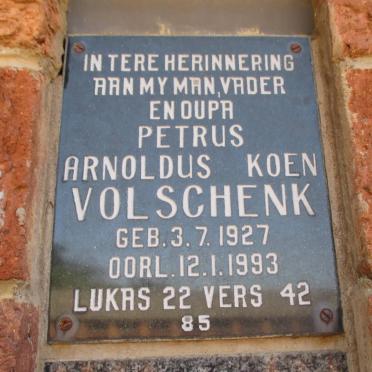 IN TERE HERINNERING
AAN MY MAN, VADER
EN OUPA
PETRUS
ARNOLDUS KOEN
VOLSCHENK
GEB. 3. 7. 1927
OORL. 12.1. 1993
LUKAS 22 VERS 42
85